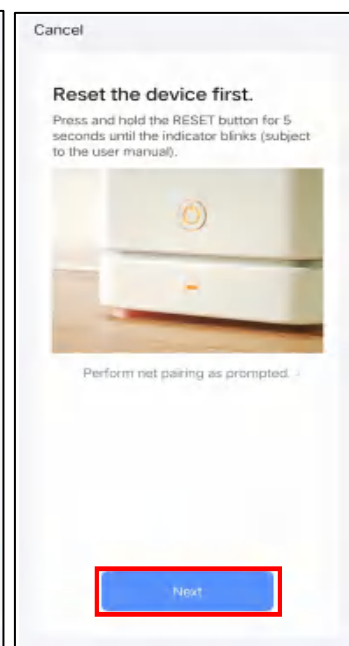 Cancel
Reset the device first.
Press and hold the RESET button for 5
seconds until the indicator blinks (subject
to the user manual).
Perform net pairing as prompted.
Next